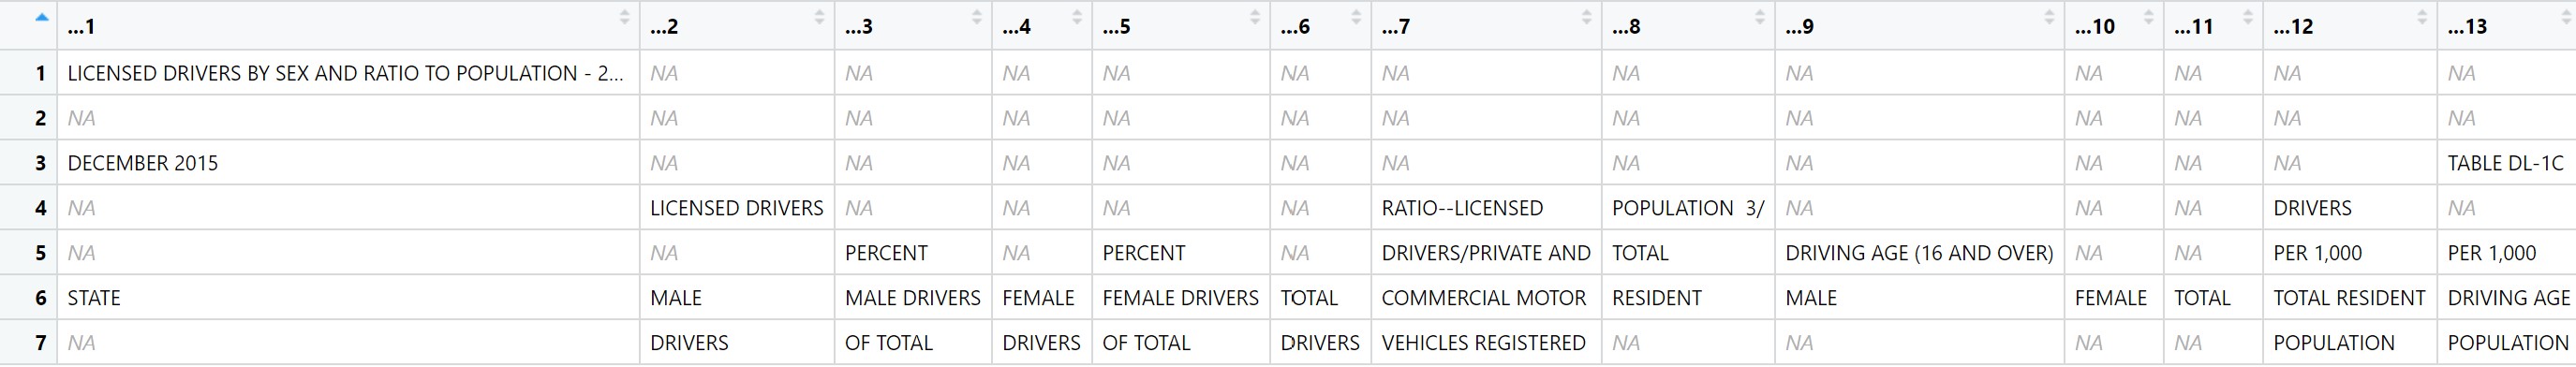 ...1 ...2 ...3 ...4 ...5 ...6 ...7 ...8 ...9 ...10 ...11 ...12 ...13
1 LICENSED DRIVERS BY SEX AND RATIO TO POPULATION - 2... NA NA NA NA NA NA NA NA NA NA NA NA
2 NA NA NA NA NA NA NA NA NA NA NA NA NA
3 DECEMBER 2015 NA NA NA NA NA NA NA NA NA NA NA TABLE DL-1C
4 NA LICENSED DRIVERS NA NA NA NA RATIO--LICENSED POPULATION 3/ NA NA NA DRIVERS NA
5 NA NA PERCENT NA PERCENT NA DRIVERS/PRIVATE AND TOTAL DRIVING AGE (16 AND OVER) NA NA PER 1,000 PER 1,000
6 STATE MALE MALE DRIVERS FEMALE FEMALE DRIVERS TOTAL COMMERCIAL MOTOR RESIDENT MALE FEMALE TOTAL TOTAL RESIDENT DRIVING AGE
7 NA DRIVERS OF TOTAL DRIVERS OF TOTAL DRIVERS VEHICLES REGISTERED NA NA NA NA POPULATION POPULATION